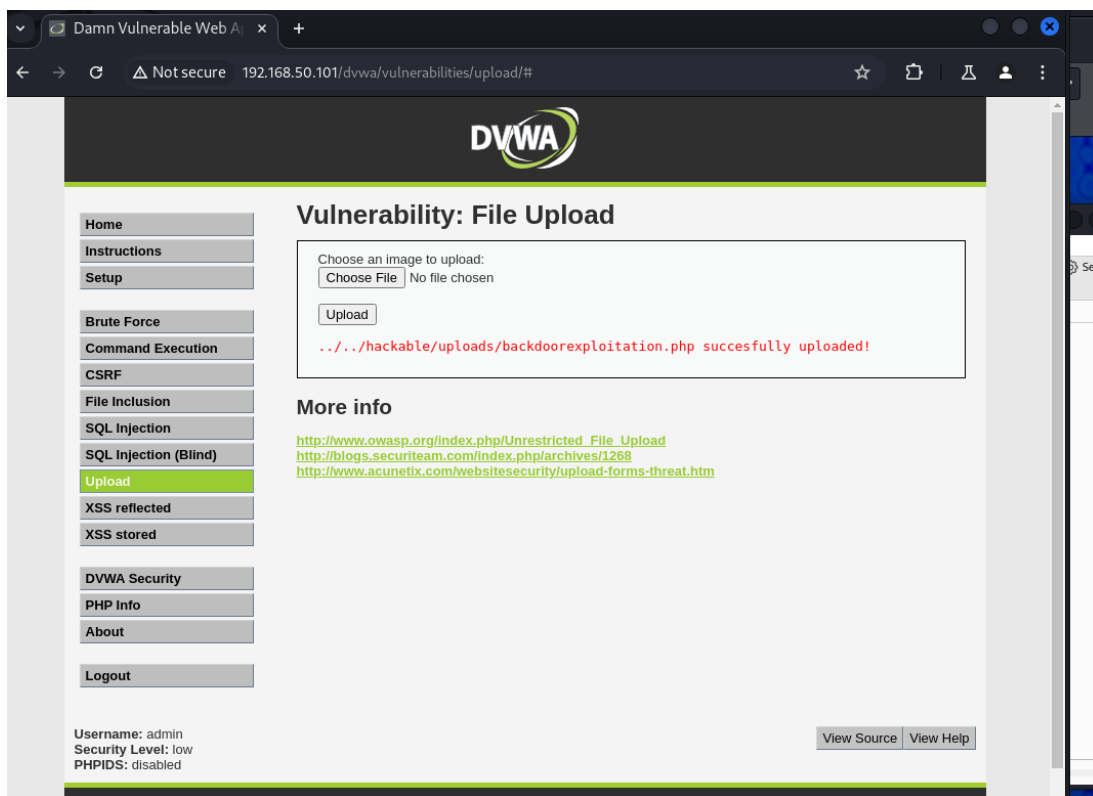 Damn Vulnerable Web A
Not secure 192.168.50.101/dvwa/vulnerabilities/upload/#
DVWA
Home
Instructions
Setup
Brute Force
Command Execution
CSRF
File Inclusion
SQL Injection
SQL Injection (Blind)
Upload
XSS reflected
XSS stored
DVWA Security
PHP Info
About
Logout
Vulnerability: File Upload
Choose an image to upload:
Choose File No file chosen
Upload
../../hackable/uploads/backdoorexploitation.php succesfully uploaded!
More info
http://www.owasp.org/index.php/Unrestricted_File_Upload
http://blogs.securiteam.com/index.php/archives/1268
http://www.acunetix.com/websitesecurity/upload-forms-threat.htm
Username: admin
Security Level: low
PHPIDS: disabled
View Source View Help
Se